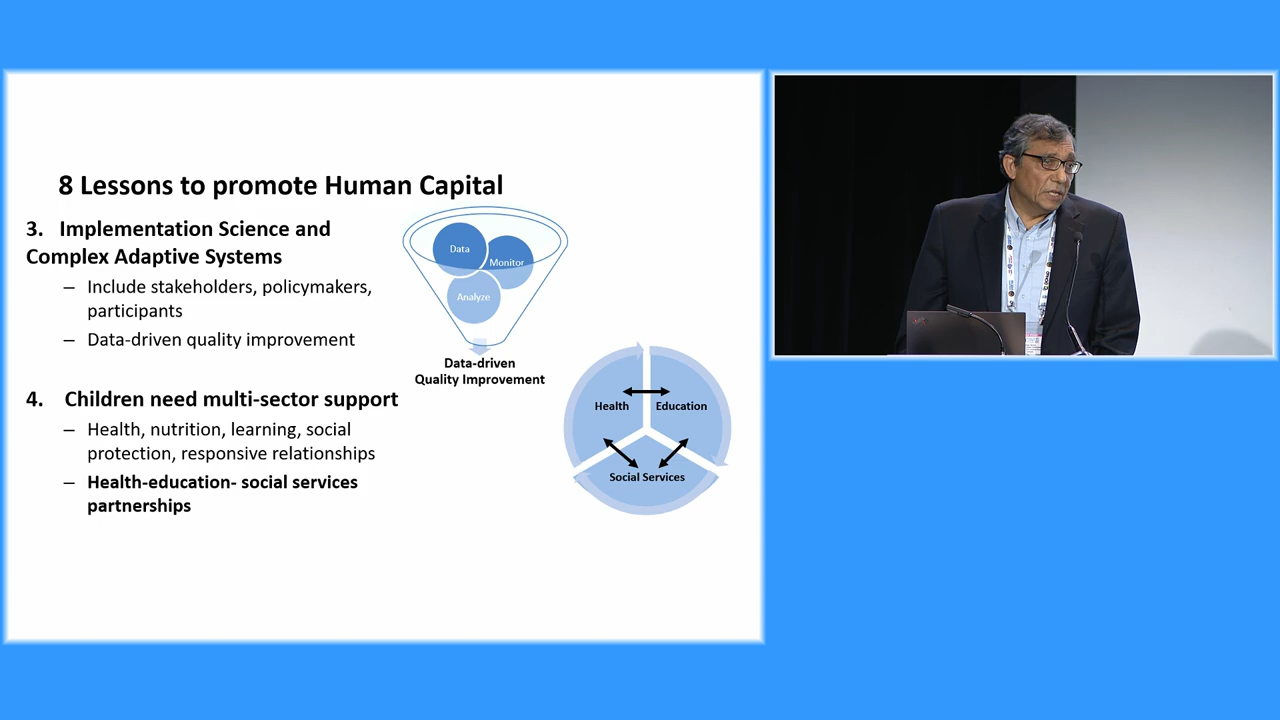 8 Lessons to promote Human Capital
3. Implementation Science and
Complex Adaptive Systems
– Include stakeholders, policymakers,
participants
– Data-driven quality improvement
Data
Monitor
Analyze
Data-driven
Quality Improvement
4. Children need multi-sector support
– Health, nutrition, learning, social
protection, responsive relationships
– Health-education- social services
partnerships
Health
Education
Social Services